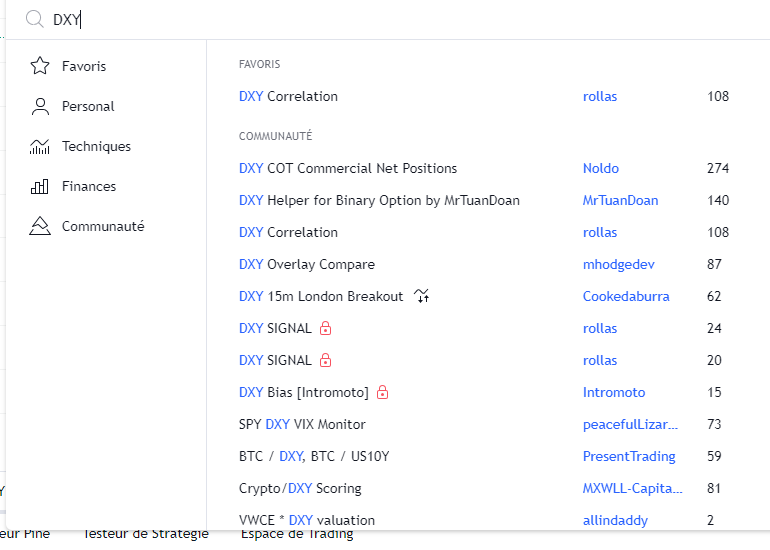 DXY
Favoris
Personal
Techniques
Finances
Communauté
FAVORIS
DXY Correlation rollas 108
COMMUNAUTÉ
DXY COT Commercial Net Positions Noldo 274
DXY Helper for Binary Option by MrTuanDoan MrTuanDoan 140
DXY Correlation rollas 108
DXY Overlay Compare mhodgedev 87
DXY 15m London Breakout Cookedaburra 62
DXY SIGNAL rollas 24
DXY SIGNAL rollas 20
DXY Bias [Intromoto] Intromoto 15
SPY DXY VIX Monitor peacefulLizar... 73
BTC / DXY, BTC / US10Y PresentTrading 59
Crypto/DXY Scoring MXWLL-Capita... 81
VWCE * DXY valuation allindaddy 2
eur Pine Testeur de Stratégie Espace de Trading